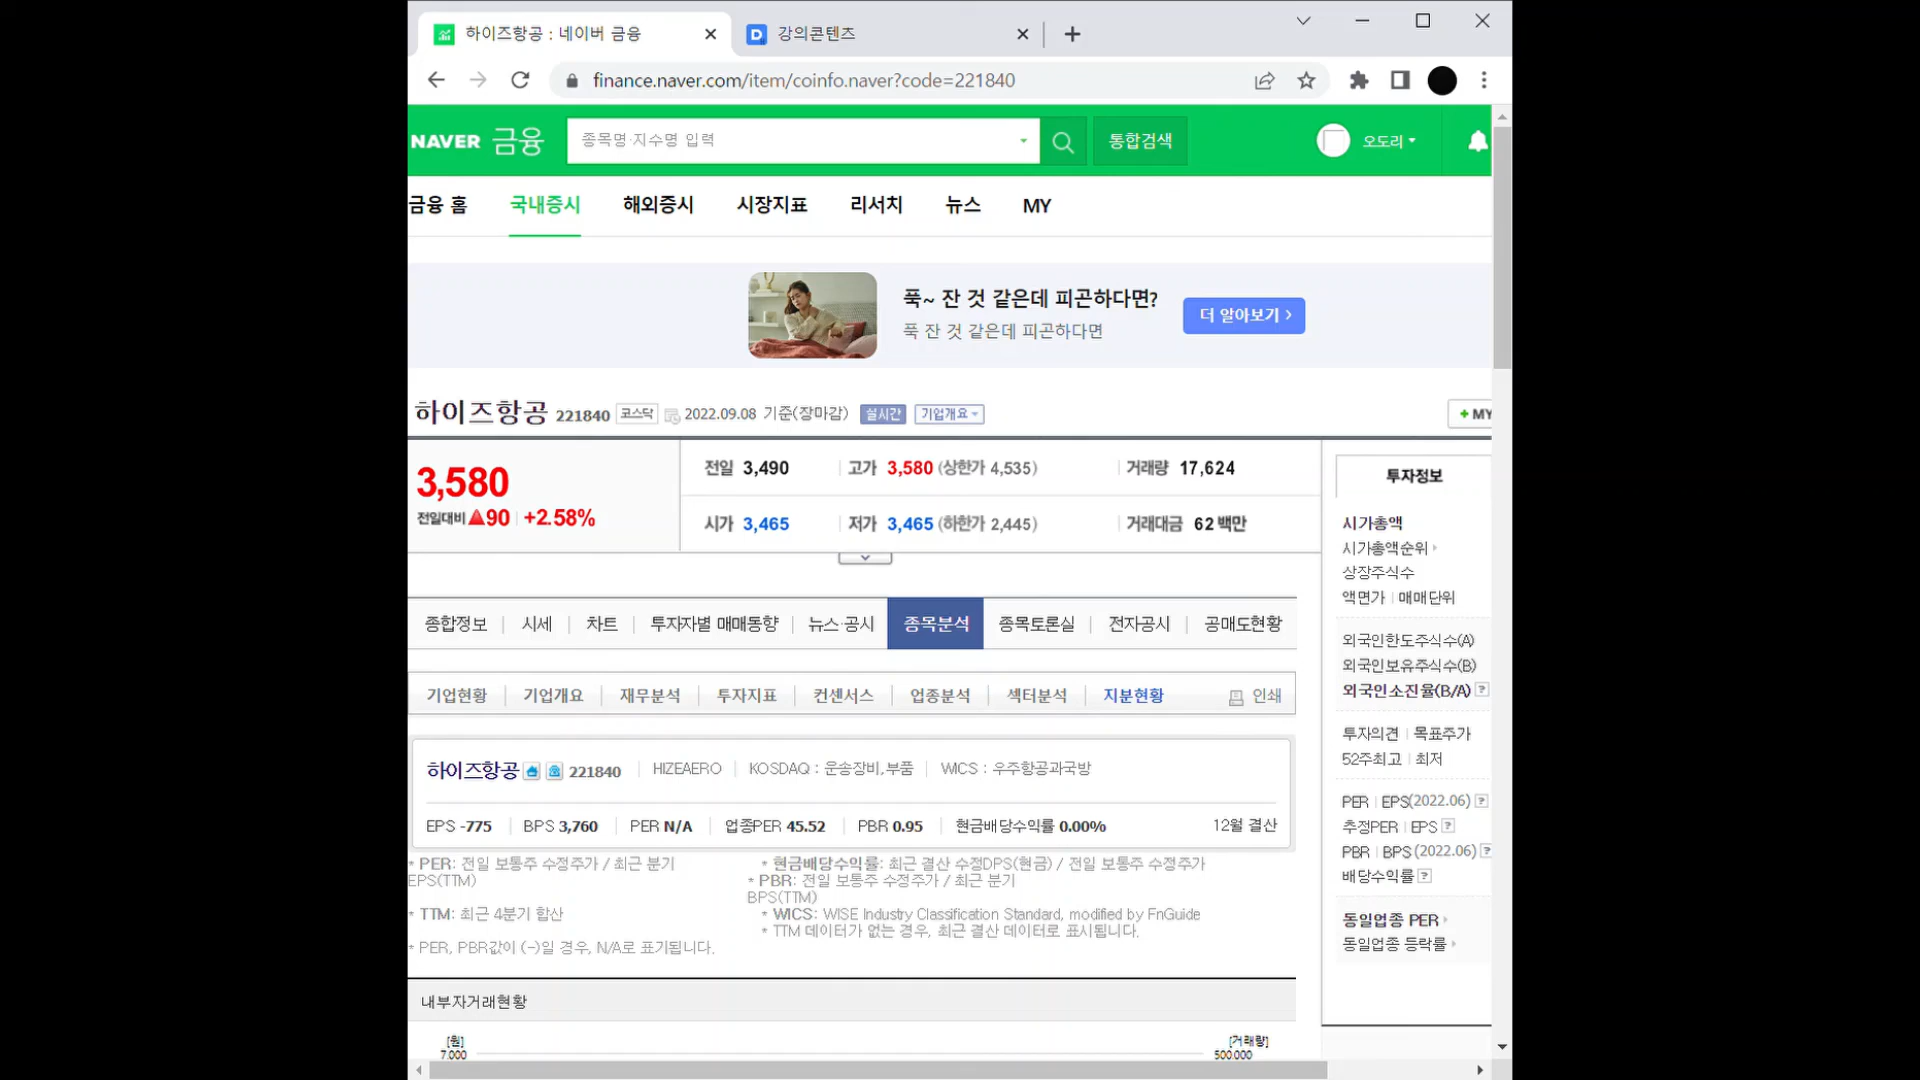 하이즈항공 : 네이버 금융
강의콘텐츠
finance.naver.com/item/coinfo.naver?code=221840
NAVER 금융
종목명·지수명 입력
통합검색
오도리
금융 홈 국내증시 해외증시 시장지표 리서치 뉴스 MY
푹~ 잔 것 같은데 피곤하다면?
푹 잔 것 같은데 피곤하다면
더 알아보기 >
하이즈항공 221840 코스닥 2022.09.08 기준(장마감) 실시간 기업개요
+ MY
3,580
전일대비 ▲90 | +2.58%
전일 3,490 | 고가 3,580 (상한가 4,535) | 거래량 17,624
시가 3,465 | 저가 3,465 (하한가 2,445) | 거래대금 62 백만
종합정보 | 시세 | 차트 | 투자자별 매매동향 | 뉴스·공시 종목분석 종목토론실 | 전자공시 | 공매도현황
기업현황 | 기업개요 | 재무분석 | 투자지표 | 컨센서스 | 업종분석 | 섹터분석 | 지분현황 인쇄
하이즈항공 221840 | HIZEAERO | KOSDAQ : 운송장비,부품 | WICS : 우주항공과국방
EPS -775 | BPS 3,760 | PER N/A | 업종PER 45.52 | PBR 0.95 | 현금배당수익률 0.00% 12월 결산
* PER: 전일 보통주 수정주가 / 최근 분기
EPS(TTM)
* TTM: 최근 4분기 합산
* PER, PBR값이 (-)일 경우, N/A로 표기됩니다.
* 현금배당수익률: 최근 결산 수정DPS(현금) / 전일 보통주 수정주가
* PBR: 전일 보통주 수정주가 / 최근 분기
BPS(TTM)
* WICS: WISE Industry Classification Standard, modified by FnGuide
* TTM 데이터가 없는 경우, 최근 결산 데이터로 표시됩니다.
내부자거래현황
[원]
7,000
[거래량]
500,000
투자정보
시가총액
시가총액순위
상장주식수
액면가 | 매매단위
외국인한도주식수(A)
외국인보유주식수(B)
외국인소진율(B/A) ?
투자의견 | 목표주가
52주최고 | 최저
PER | EPS(2022.06) ?
추정PER | EPS ?
PBR | BPS (2022.06) ?
배당수익률 ?
동일업종 PER
동일업종 등락률